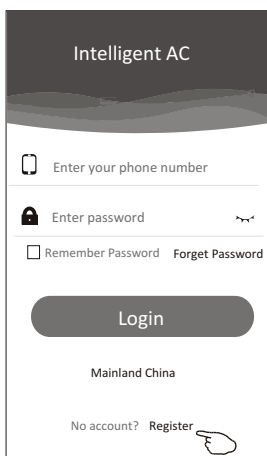 Intelligent AC
Enter your phone number
Enter password
Remember Password Forget Password
Login
Mainland China
No account? Register